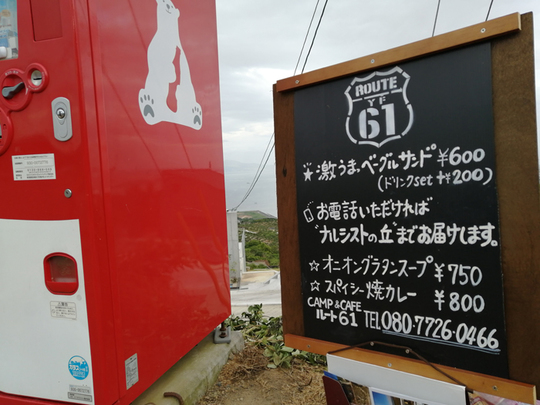 ROUTE
YF
61
★激うまっベーグルサンド¥600
(ドリンクset+¥200)
お電話いただければ
"ナルシストの丘"までお届けします。
☆オニオングラタンスープ¥750
☆スパイシー焼カレー¥800
CAMP&CAFE
ルート61 TEL 080-7726-0466